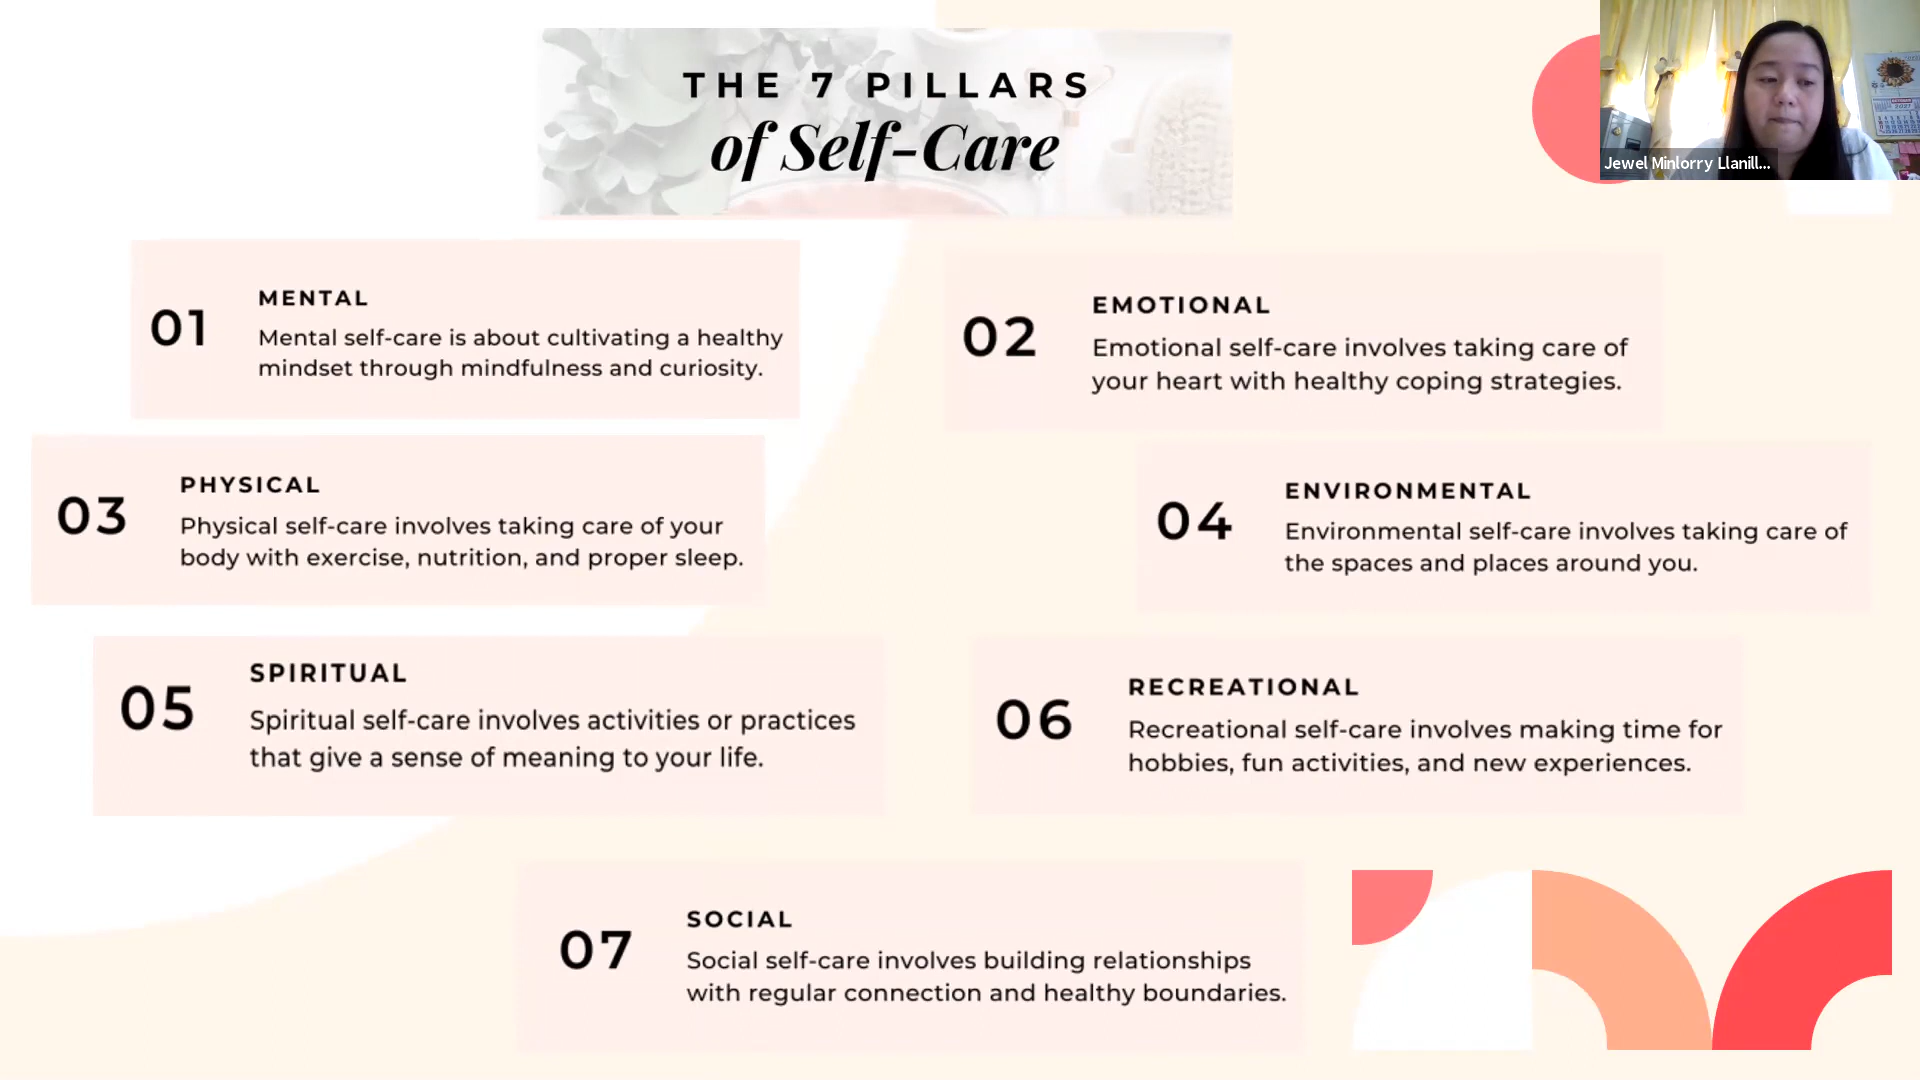 THE 7 PILLARS
of Self-Care
Jewel Minlorry Llanill...
01
MENTAL
Mental self-care is about cultivating a healthy
mindset through mindfulness and curiosity.
02
EMOTIONAL
Emotional self-care involves taking care of
your heart with healthy coping strategies.
03
PHYSICAL
Physical self-care involves taking care of your
body with exercise, nutrition, and proper sleep.
04
ENVIRONMENTAL
Environmental self-care involves taking care of
the spaces and places around you.
05
SPIRITUAL
Spiritual self-care involves activities or practices
that give a sense of meaning to your life.
06
RECREATIONAL
Recreational self-care involves making time for
hobbies, fun activities, and new experiences.
07
SOCIAL
Social self-care involves building relationships
with regular connection and healthy boundaries.